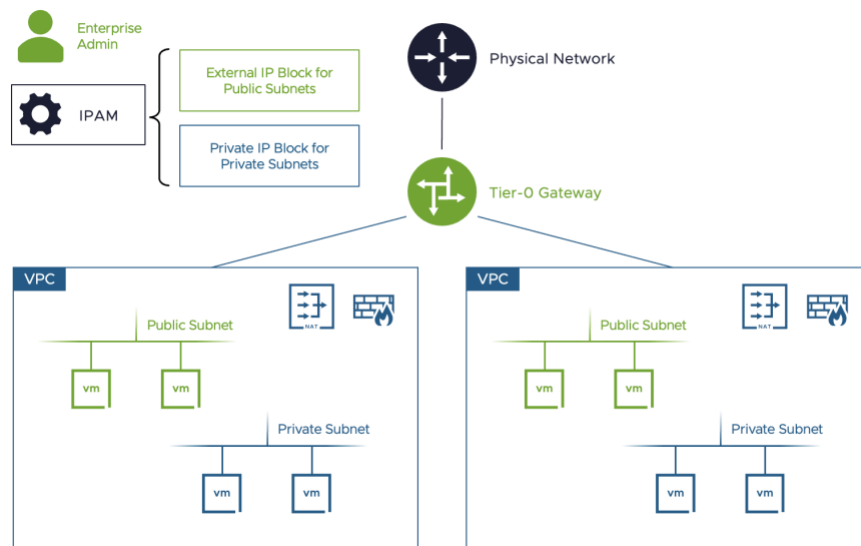 Enterprise
Admin
IPAM
External IP Block for
Public Subnets
Private IP Block for
Private Subnets
Physical Network
Tier-0 Gateway
VPC
NAT
Public Subnet
vm
vm
Private Subnet
vm
vm
VPC
NAT
Public Subnet
vm
vm
Private Subnet
vm
vm